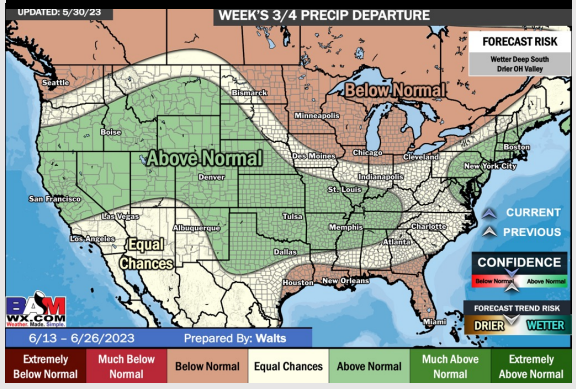 UPDATED: 5/30/23
WEEK'S 3/4 PRECIP DEPARTURE
FORECAST RISK
Wetter Deep South
Drier OH Valley
Seattle
Bismarck
Below Normal
Minneapolis
Boise
Boston
Above Normal
Des Moines
Chicago
Cleveland
New York City
Denver
Indianapolis
St. Louis
San Francisco
Las Vegas
Tulsa
CURRENT
Albuquerque
Memphis
Charlotte
PREVIOUS
Los Angeles
Equal
Chances
Atlanta
Dallas
CONFIDENCE
Below Normal
Above Normal
Houston
New Orleans
BAM
WX.COM
Weather. Made. Simple.
FORECAST TREND RISK
DRIER
WETTER
Miami
6/13 – 6/26/2023
Prepared By: Walts
Extremely
Below Normal
Much Below
Normal
Below Normal
Equal Chances
Above Normal
Much Above
Normal
Extremely
Above Normal